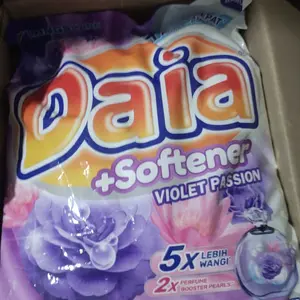 Daia
+Softener
VIOLET PASSION
5x LEBIH
WANGI
2x PERFUME
BOOSTER PEARLS